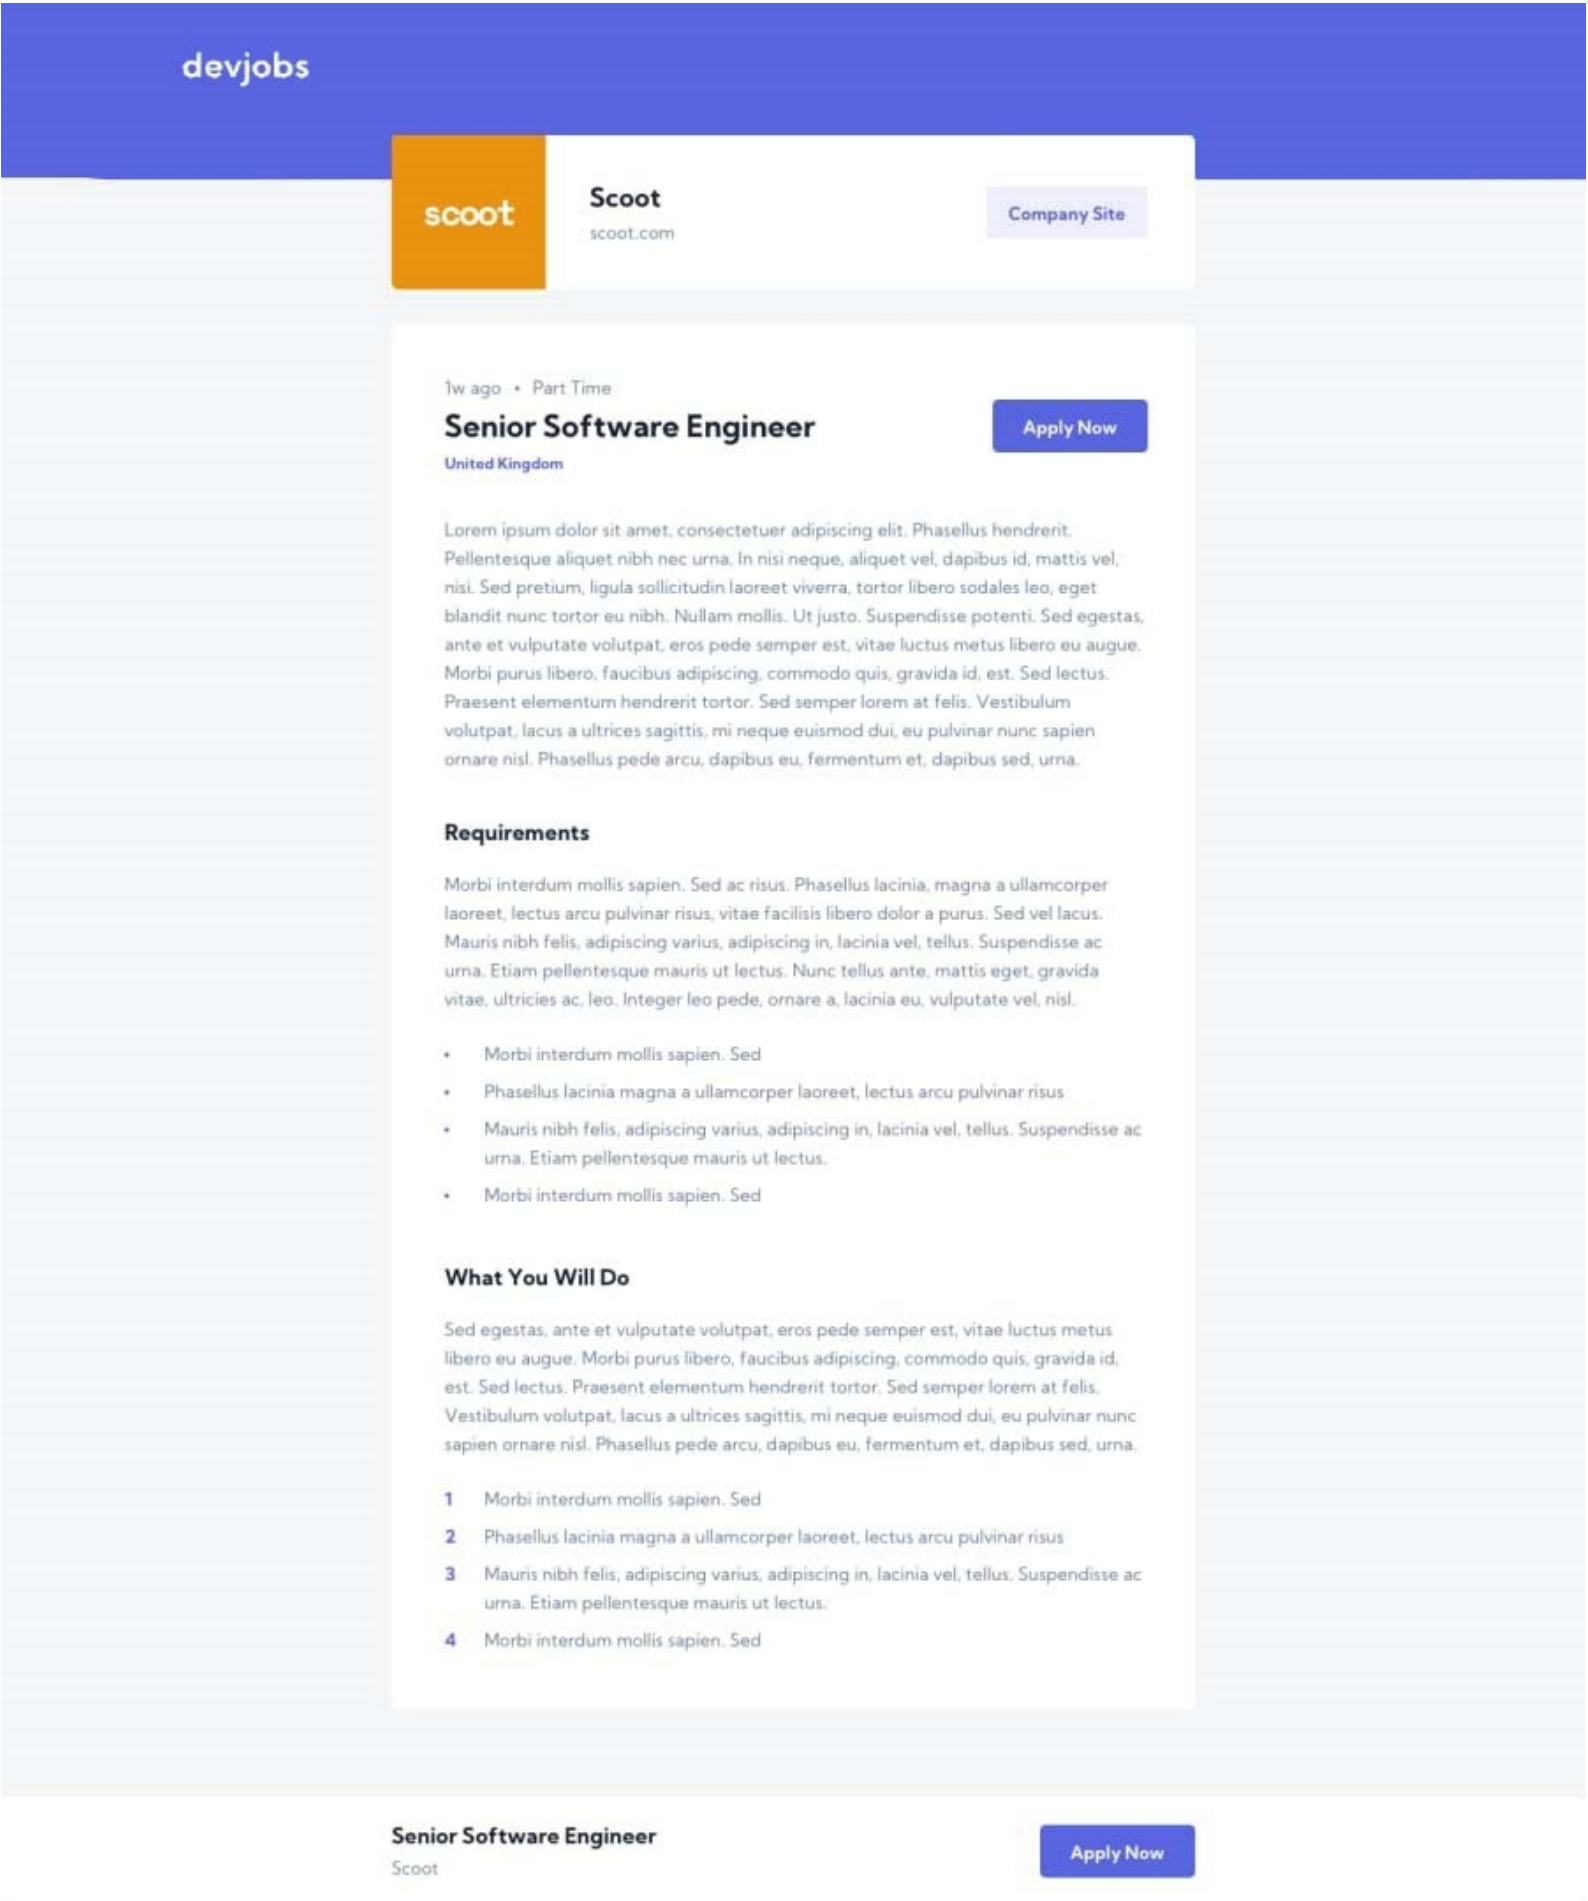 devjobs
scoot
Scoot
scoot.com
Company Site
1w ago • Part Time
Senior Software Engineer
United Kingdom
Apply Now
Lorem ipsum dolor sit amet, consectetuer adipiscing elit. Phasellus hendrerit.
Pellentesque aliquet nibh nec urna. In nisi neque, aliquet vel, dapibus id, mattis vel,
nisi. Sed pretium, ligula sollicitudin laoreet viverra, tortor libero sodales leo, eget
blandit nunc tortor eu nibh. Nullam mollis. Ut justo. Suspendisse potenti. Sed egestas,
ante et vulputate volutpat, eros pede semper est, vitae luctus metus libero eu augue.
Morbi purus libero, faucibus adipiscing, commodo quis, gravida id, est. Sed lectus.
Praesent elementum hendrerit tortor. Sed semper lorem at felis. Vestibulum
volutpat, lacus a ultrices sagittis, mi neque euismod dui, eu pulvinar nunc sapien
ornare nisl. Phasellus pede arcu, dapibus eu, fermentum et, dapibus sed, urna.
Requirements
Morbi interdum mollis sapien. Sed ac risus. Phasellus lacinia, magna a ullamcorper
laoreet, lectus arcu pulvinar risus, vitae facilisis libero dolor a purus. Sed vel lacus.
Mauris nibh felis, adipiscing varius, adipiscing in, lacinia vel, tellus. Suspendisse ac
urna. Etiam pellentesque mauris ut lectus. Nunc tellus ante, mattis eget, gravida
vitae, ultricies ac, leo. Integer leo pede, ornare a, lacinia eu, vulputate vel, nisl.
• Morbi interdum mollis sapien. Sed
• Phasellus lacinia magna a ullamcorper laoreet, lectus arcu pulvinar risus
• Mauris nibh felis, adipiscing varius, adipiscing in, lacinia vel, tellus. Suspendisse ac
urna. Etiam pellentesque mauris ut lectus.
• Morbi interdum mollis sapien. Sed
What You Will Do
Sed egestas, ante et vulputate volutpat, eros pede semper est, vitae luctus metus
libero eu augue. Morbi purus libero, faucibus adipiscing, commodo quis, gravida id,
est. Sed lectus. Praesent elementum hendrerit tortor. Sed semper lorem at felis.
Vestibulum volutpat, lacus a ultrices sagittis, mi neque euismod dui, eu pulvinar nunc
sapien ornare nisl. Phasellus pede arcu, dapibus eu, fermentum et, dapibus sed, urna.
1 Morbi interdum mollis sapien. Sed
2 Phasellus lacinia magna a ullamcorper laoreet, lectus arcu pulvinar risus
3 Mauris nibh felis, adipiscing varius, adipiscing in, lacinia vel, tellus. Suspendisse ac
urna. Etiam pellentesque mauris ut lectus.
4 Morbi interdum mollis sapien. Sed
Senior Software Engineer
Scoot
Apply Now